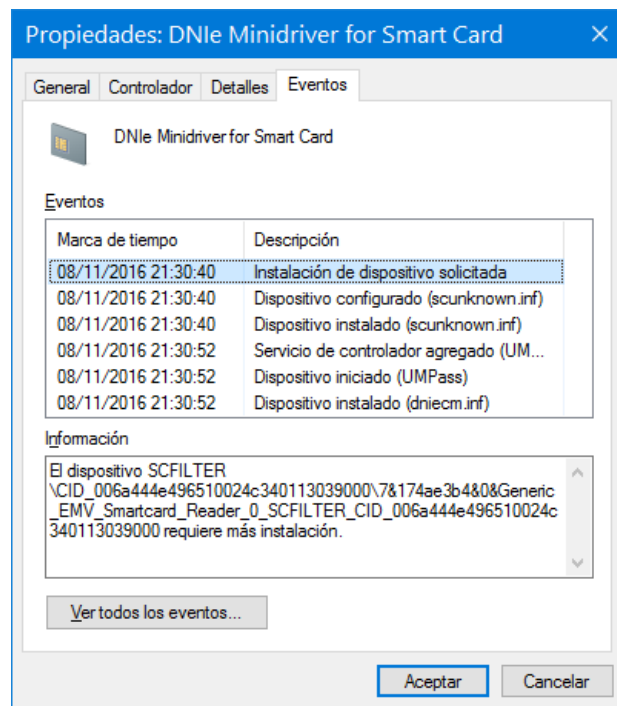 Propiedades: DNIe Minidriver for Smart Card
General Controlador Detalles Eventos
DNIe Minidriver for Smart Card
Eventos
Marca de tiempo Descripción
08/11/2016 21:30:40 Instalación de dispositivo solicitada
08/11/2016 21:30:40 Dispositivo configurado (scunknown.inf)
08/11/2016 21:30:40 Dispositivo instalado (scunknown.inf)
08/11/2016 21:30:52 Servicio de controlador agregado (UM...
08/11/2016 21:30:52 Dispositivo iniciado (UMPass)
08/11/2016 21:30:52 Dispositivo instalado (dniecm.inf)
Información
El dispositivo SCFILTER
\CID_006a444e496510024c340113039000\7&174ae3b4&0&Generic
_EMV_Smartcard_Reader_0_SCFILTER_CID_006a444e496510024c
340113039000 requiere más instalación.
Ver todos los eventos...
Aceptar Cancelar